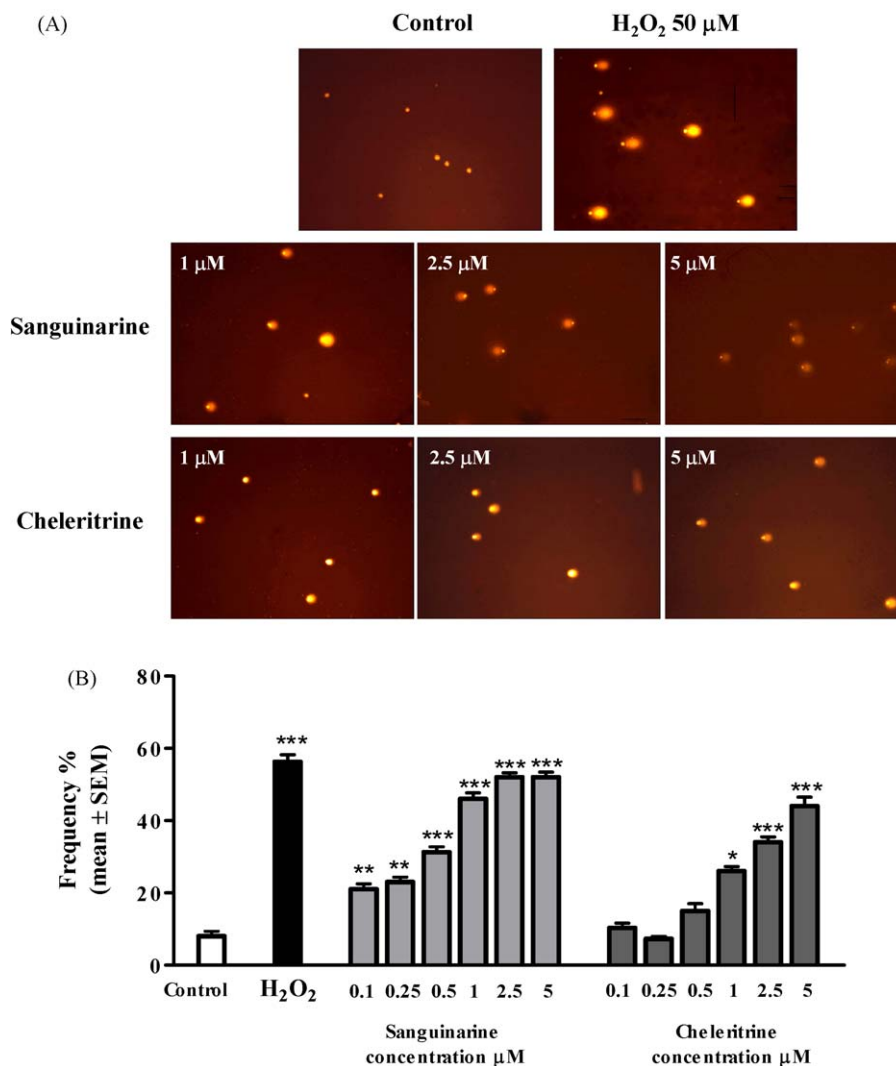 (A)
Control H₂O₂ 50 μM
Sanguinarine
1 μM 2.5 μM 5 μM
Cheleritrine
1 μM 2.5 μM 5 μM
(B)
Frequency %
(mean ± SEM)
80
60
40
20
0
***
** ** *** *** *** ***
* *** ***
Control H₂O₂ 0.1 0.25 0.5 1 2.5 5 0.1 0.25 0.5 1 2.5 5
Sanguinarine
concentration μM
Cheleritrine
concentration μM